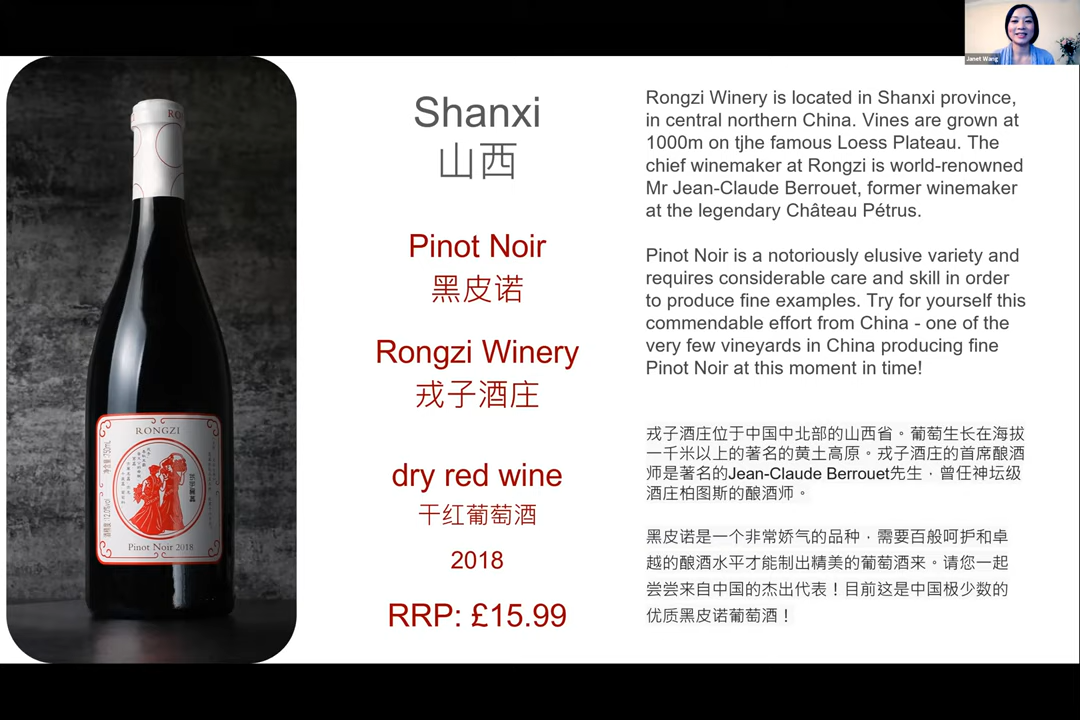 Janet Wang
RONGZI
Pinot Noir 2018
Shanxi
山西
Pinot Noir
黑皮诺
Rongzi Winery
戎子酒庄
dry red wine
干红葡萄酒
2018
RRP: £15.99
Rongzi Winery is located in Shanxi province,
in central northern China. Vines are grown at
1000m on tjhe famous Loess Plateau. The
chief winemaker at Rongzi is world-renowned
Mr Jean-Claude Berrouet, former winemaker
at the legendary Château Pétrus.
Pinot Noir is a notoriously elusive variety and
requires considerable care and skill in order
to produce fine examples. Try for yourself this
commendable effort from China - one of the
very few vineyards in China producing fine
Pinot Noir at this moment in time!
戎子酒庄位于中国中北部的山西省。葡萄生长在海拔
一千米以上的著名的黄土高原。戎子酒庄的首席酿酒
师是著名的Jean-Claude Berrouet先生，曾任神坛级
酒庄柏图斯的酿酒师。
黑皮诺是一个非常娇气的品种，需要百般呵护和卓
越的酿酒水平才能制出精美的葡萄酒来。请您一起
尝尝来自中国的杰出代表！目前这是中国极少数的
优质黑皮诺葡萄酒！